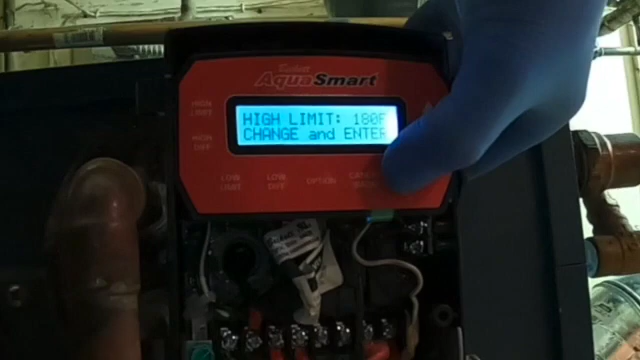 AquaSmart
HIGH LIMIT: 180F
CHANGE and ENTER
HIGH
LIMIT
HIGH
DIFF
LOW
LIMIT
LOW
DIFF
OPTION